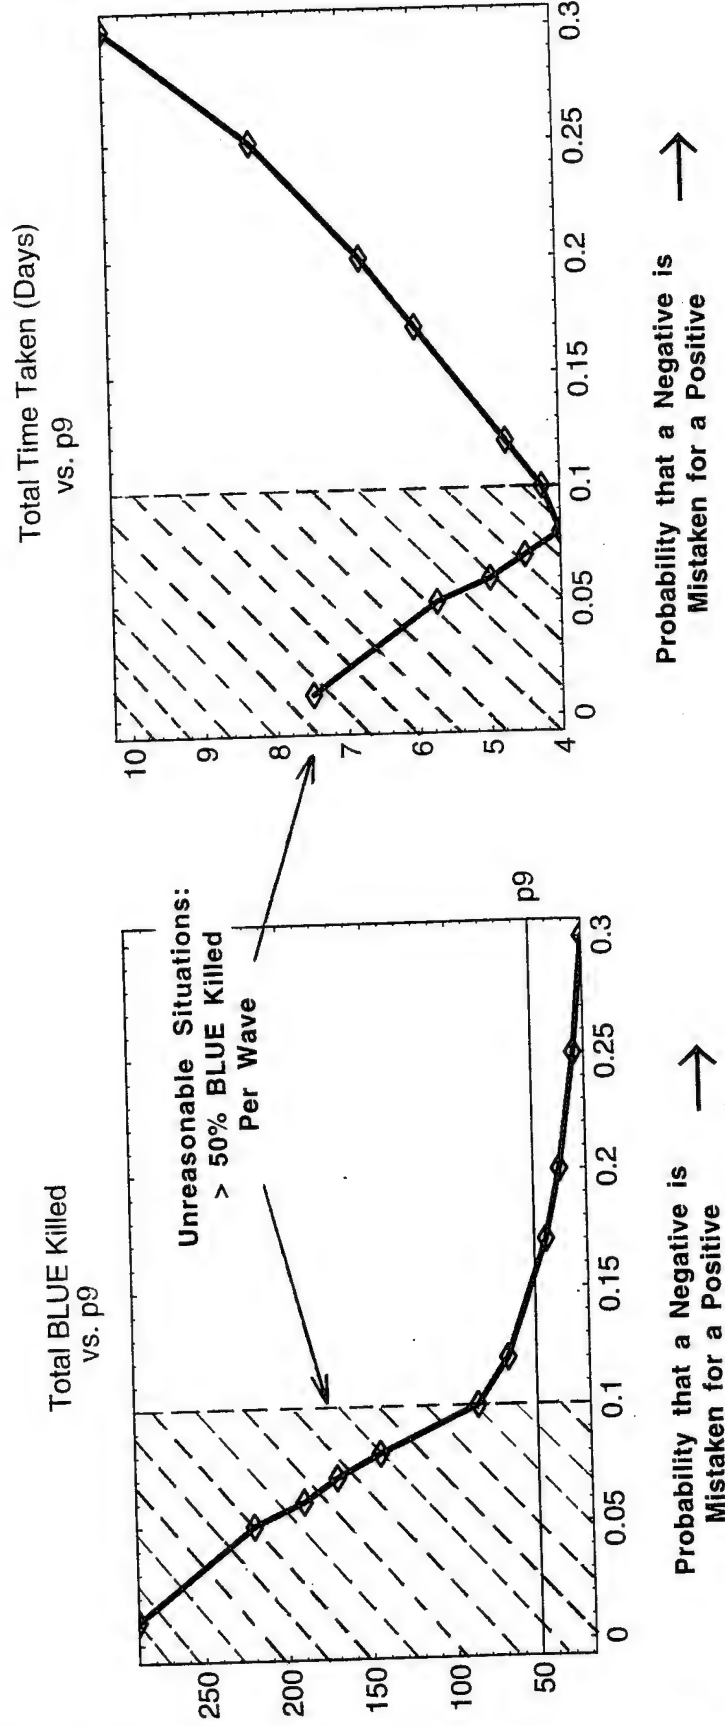 Total BLUE Killed
vs. p9
250
200
150
100
50
0
0.05
0.1
0.15
0.2
0.25
0.3
p9
Probability that a Negative is
Mistaken for a Positive
Unreasonable Situations:
> 50% BLUE Killed
Per Wave
Total Time Taken (Days)
vs. p9
10
9
8
7
6
5
4
0
0.05
0.1
0.15
0.2
0.25
0.3
Probability that a Negative is
Mistaken for a Positive